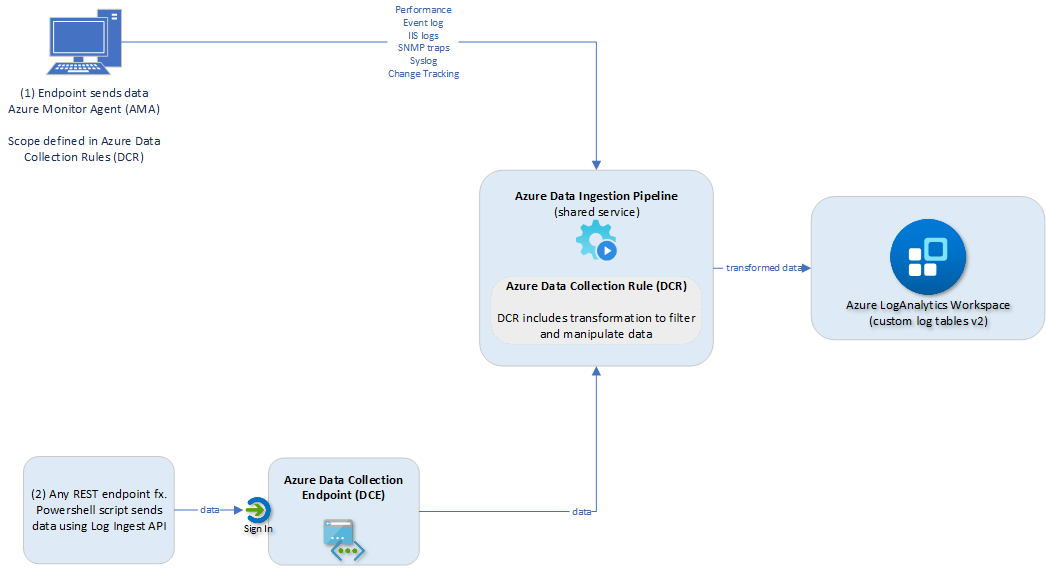 Performance
Event log
IIS logs
SNMP traps
Syslog
Change Tracking
(1) Endpoint sends data
Azure Monitor Agent (AMA)
Scope defined in Azure Data
Collection Rules (DCR)
Azure Data Ingestion Pipeline
(shared service)
Azure Data Collection Rule (DCR)
DCR includes transformation to filter
and manipulate data
transformed data
Azure LogAnalytics Workspace
(custom log tables v2)
(2) Any REST endpoint fx.
Powershell script sends
data using Log Ingest API
data
Sign In
Azure Data Collection
Endpoint (DCE)
data